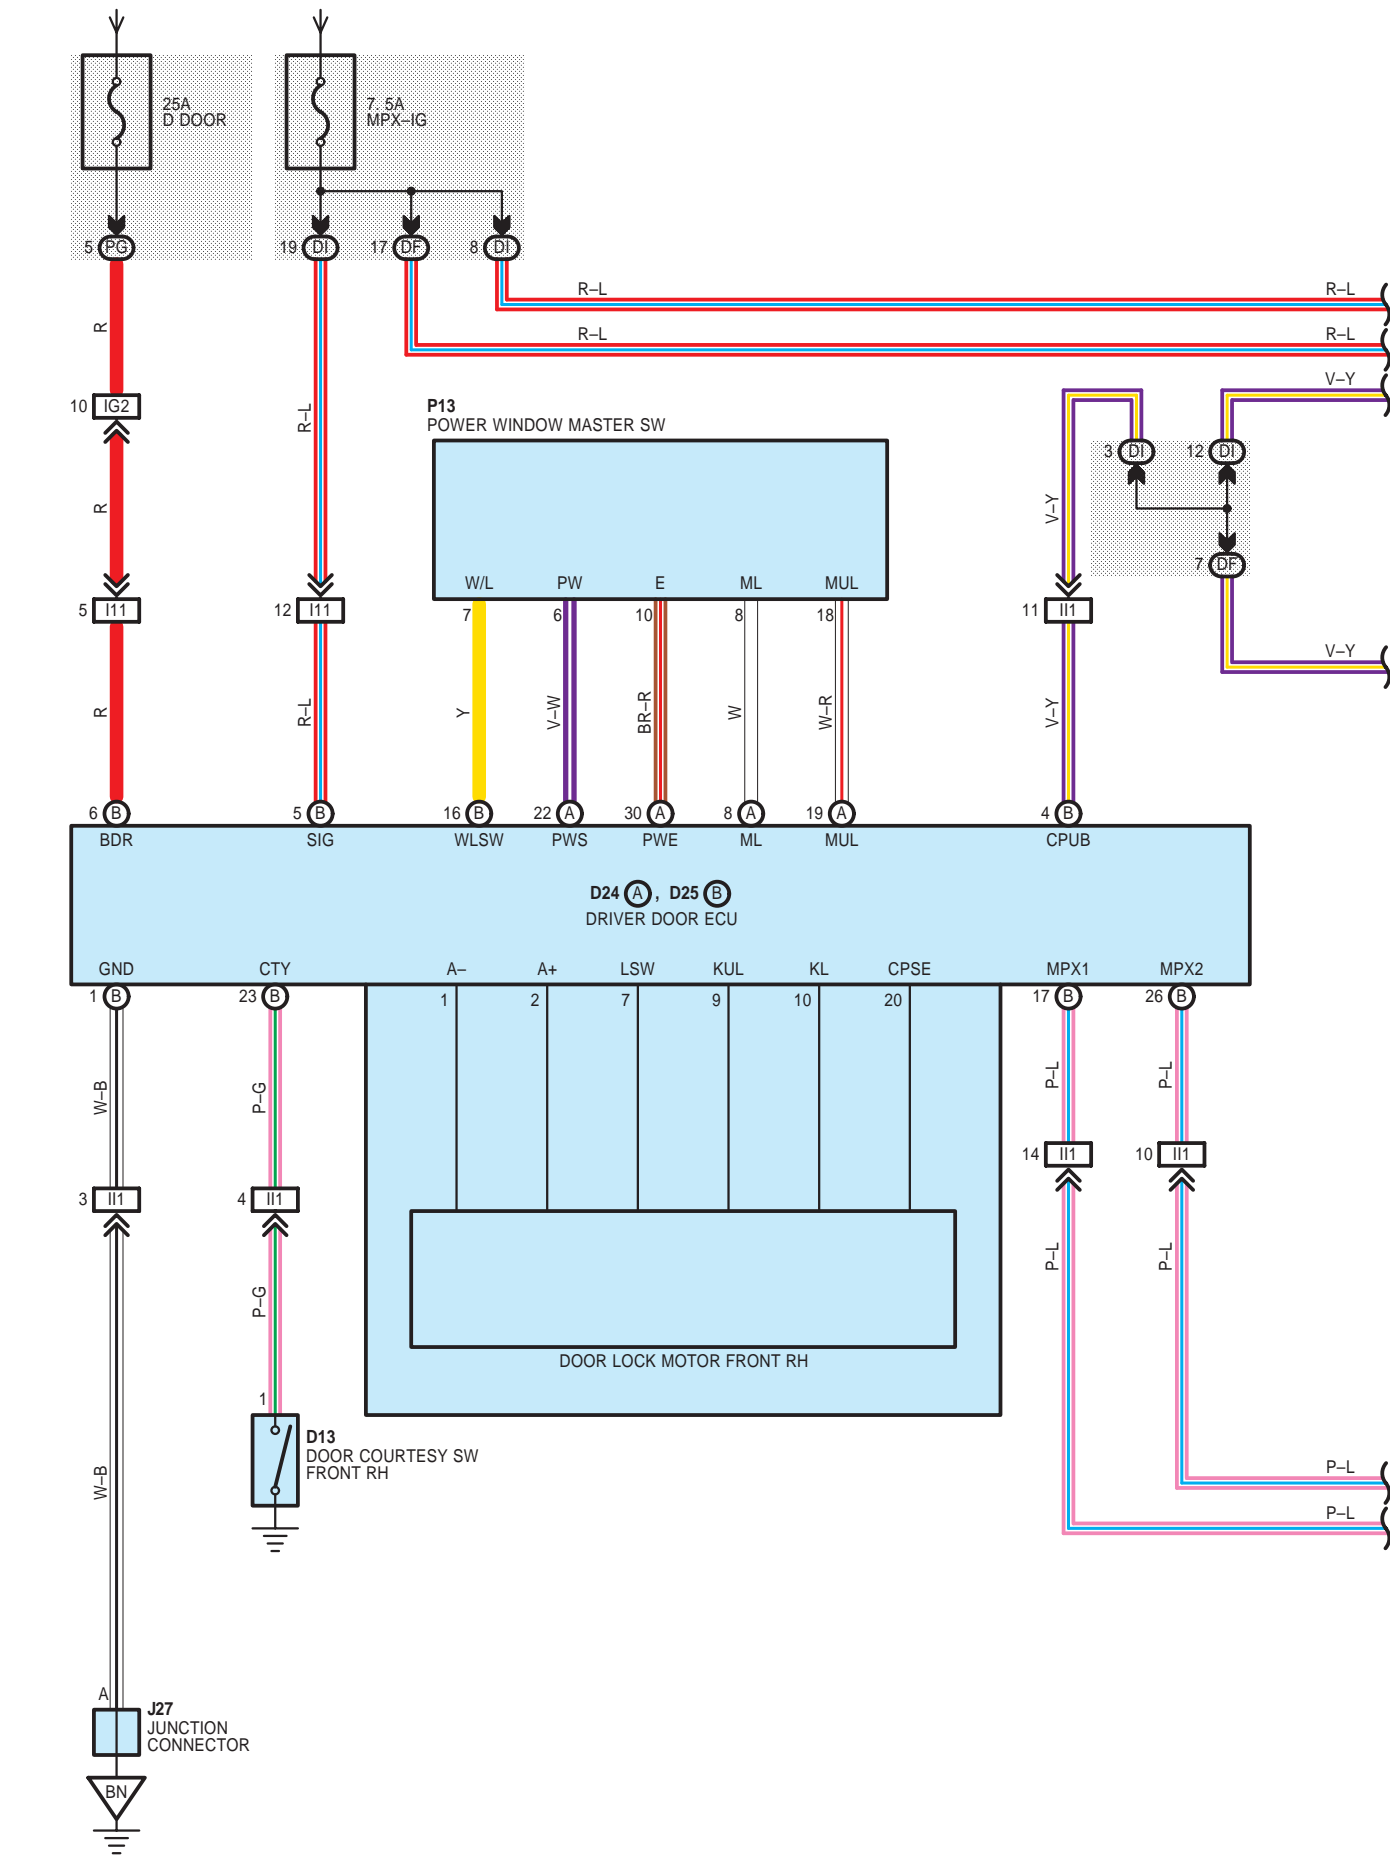 25A
D DOOR
7. 5A
MPX–IG
5 PG
19 DI
17 DF
8 DI
R–L
R–L
R–L
R–L
V–Y
R
10 IG2
R–L
P13
POWER WINDOW MASTER SW
3 DI
12 DI
R
V–Y
7 DF
W/L
PW
E
ML
MUL
5 I11
12 I11
7
6
10
8
18
11 II1
V–Y
R
R–L
Y
V–W
BR–R
W
W–R
V–Y
6 B
5 B
16 B
22 A
30 A
8 A
19 A
4 B
BDR
SIG
WLSW
PWS
PWE
ML
MUL
CPUB
D24 A , D25 B
DRIVER DOOR ECU
GND
CTY
A–
A+
LSW
KUL
KL
CPSE
MPX1
MPX2
1 B
23 B
1
2
7
9
10
20
17 B
26 B
W–B
P–G
P–L
P–L
14 II1
10 II1
3 II1
4 II1
P–G
P–L
P–L
DOOR LOCK MOTOR FRONT RH
1
D13
DOOR COURTESY SW
FRONT RH
W–B
P–L
P–L
A
J27
JUNCTION
CONNECTOR
BN